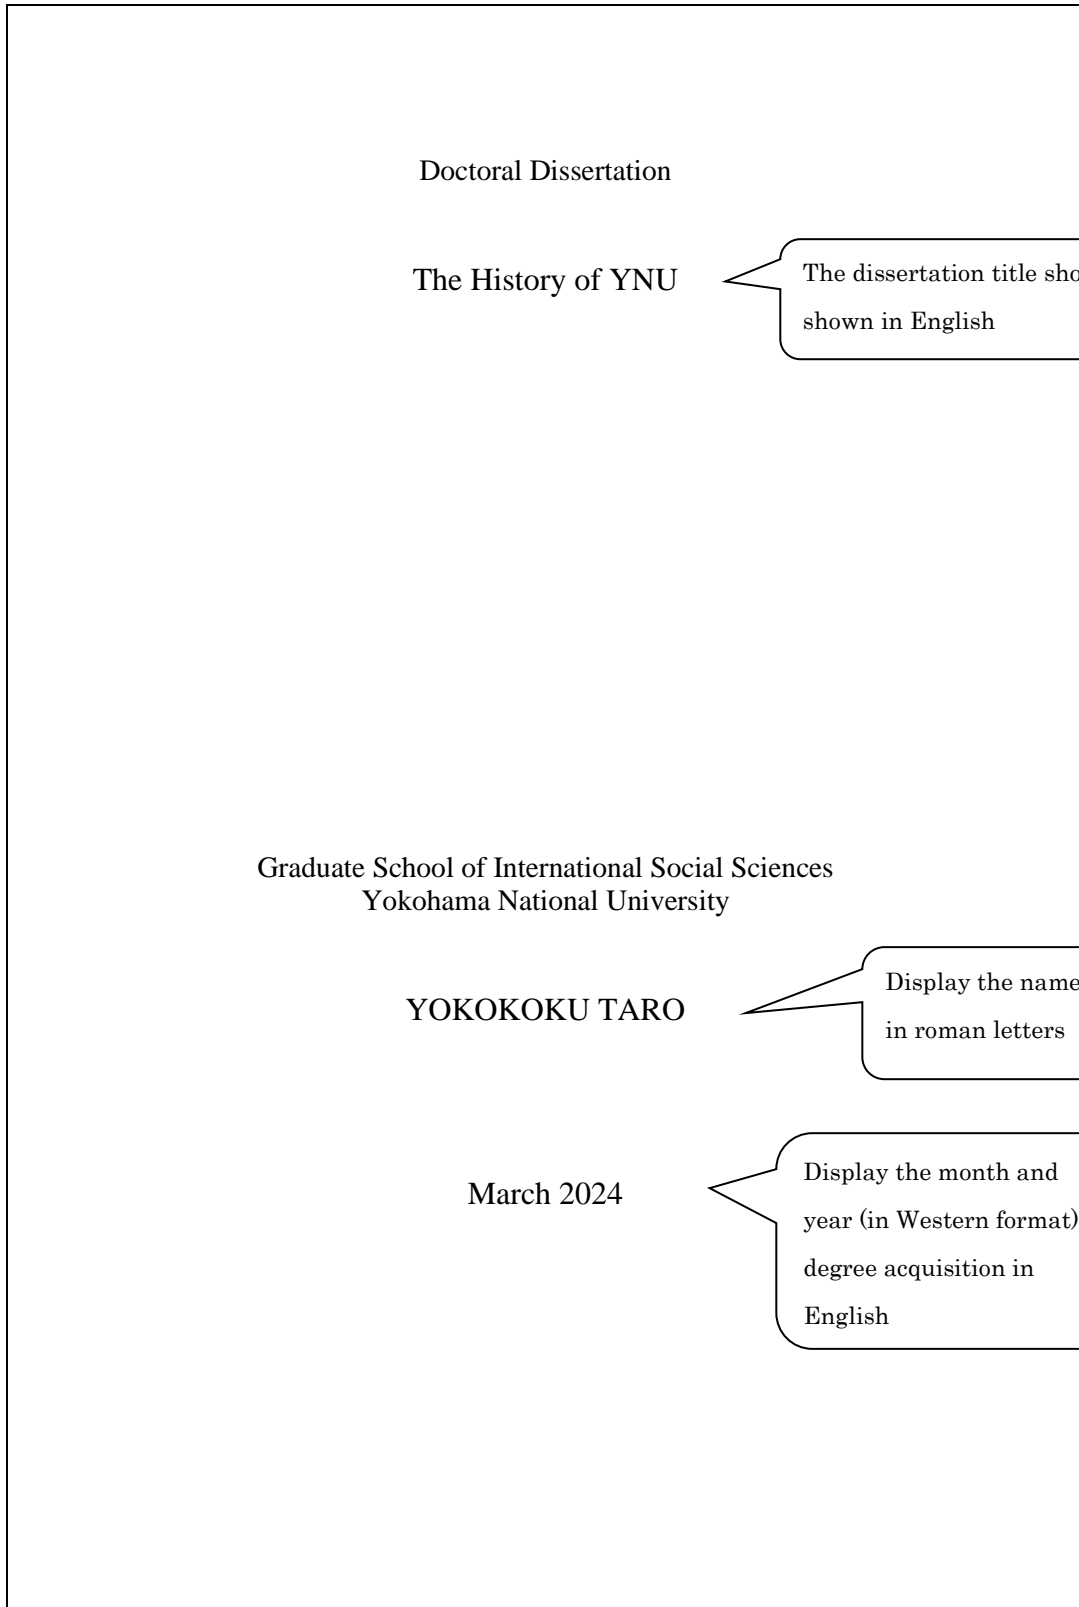 Doctoral Dissertation
The History of YNU
The dissertation title
shown in English
Graduate School of International Social Sciences
Yokohama National University
YOKOKOKU TARO
Display the name
in roman letters
March 2024
Display the month and
year (in Western format)
degree acquisition in
English